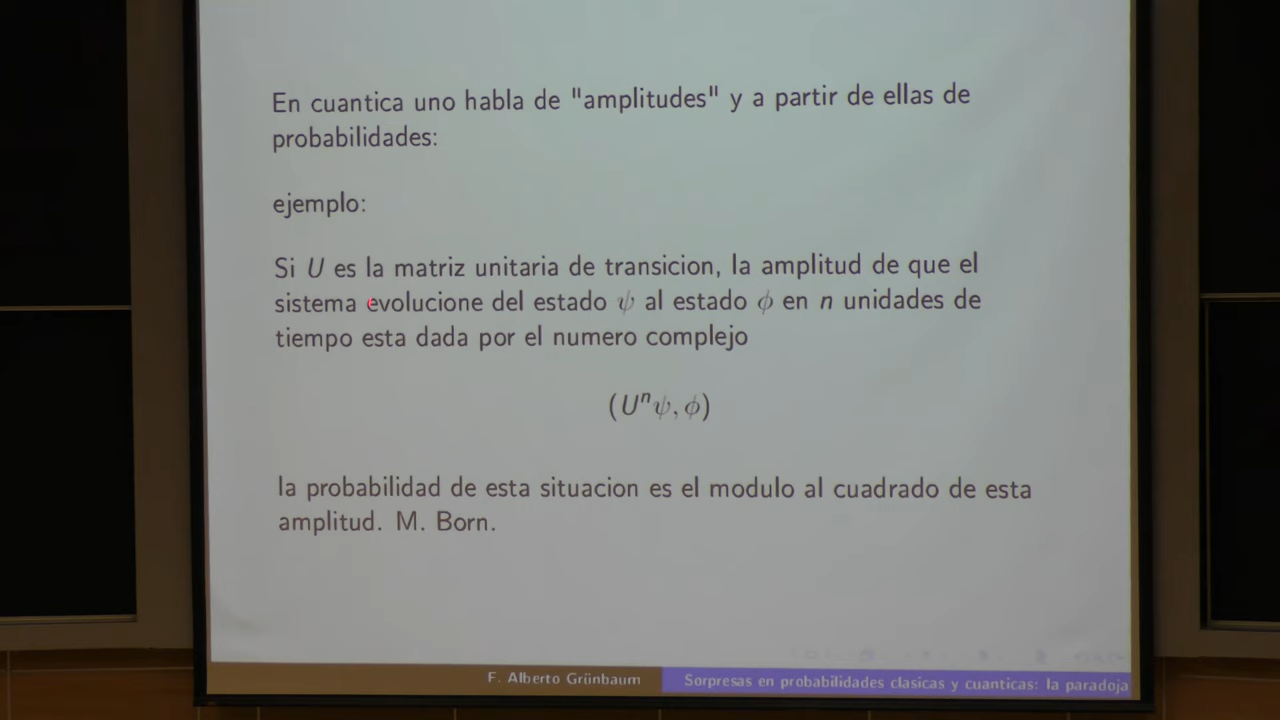 En cuantica uno habla de "amplitudes" y a partir de ellas de
probabilidades:
ejemplo:
Si U es la matriz unitaria de transicion, la amplitud de que el
sistema evolucione del estado ψ al estado ϕ en n unidades de
tiempo esta dada por el numero complejo
(Uⁿψ, ϕ)
la probabilidad de esta situacion es el modulo al cuadrado de esta
amplitud. M. Born.
F. Alberto Grünbaum
Sorpresas en probabilidades clasicas y cuanticas: la paradoja